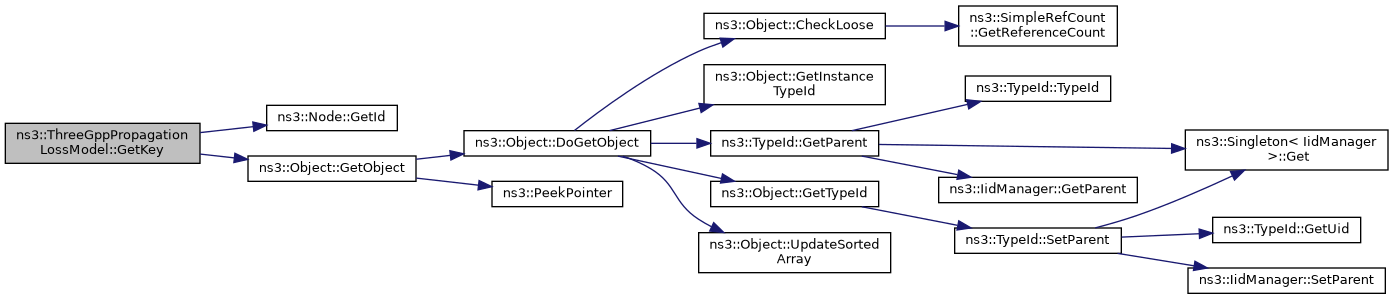 ns3::ThreeGppPropagation
LossModel::GetKey
ns3::Node::GetId
ns3::Object::GetObject
ns3::Object::DoGetObject
ns3::PeekPointer
ns3::Object::CheckLoose
ns3::Object::GetInstance
TypeId
ns3::TypeId::GetParent
ns3::Object::GetTypeId
ns3::Object::UpdateSorted
Array
ns3::SimpleRefCount
::GetReferenceCount
ns3::TypeId::TypeId
ns3::IidManager::GetParent
ns3::TypeId::SetParent
ns3::Singleton< IidManager
>::Get
ns3::TypeId::GetUid
ns3::IidManager::SetParent